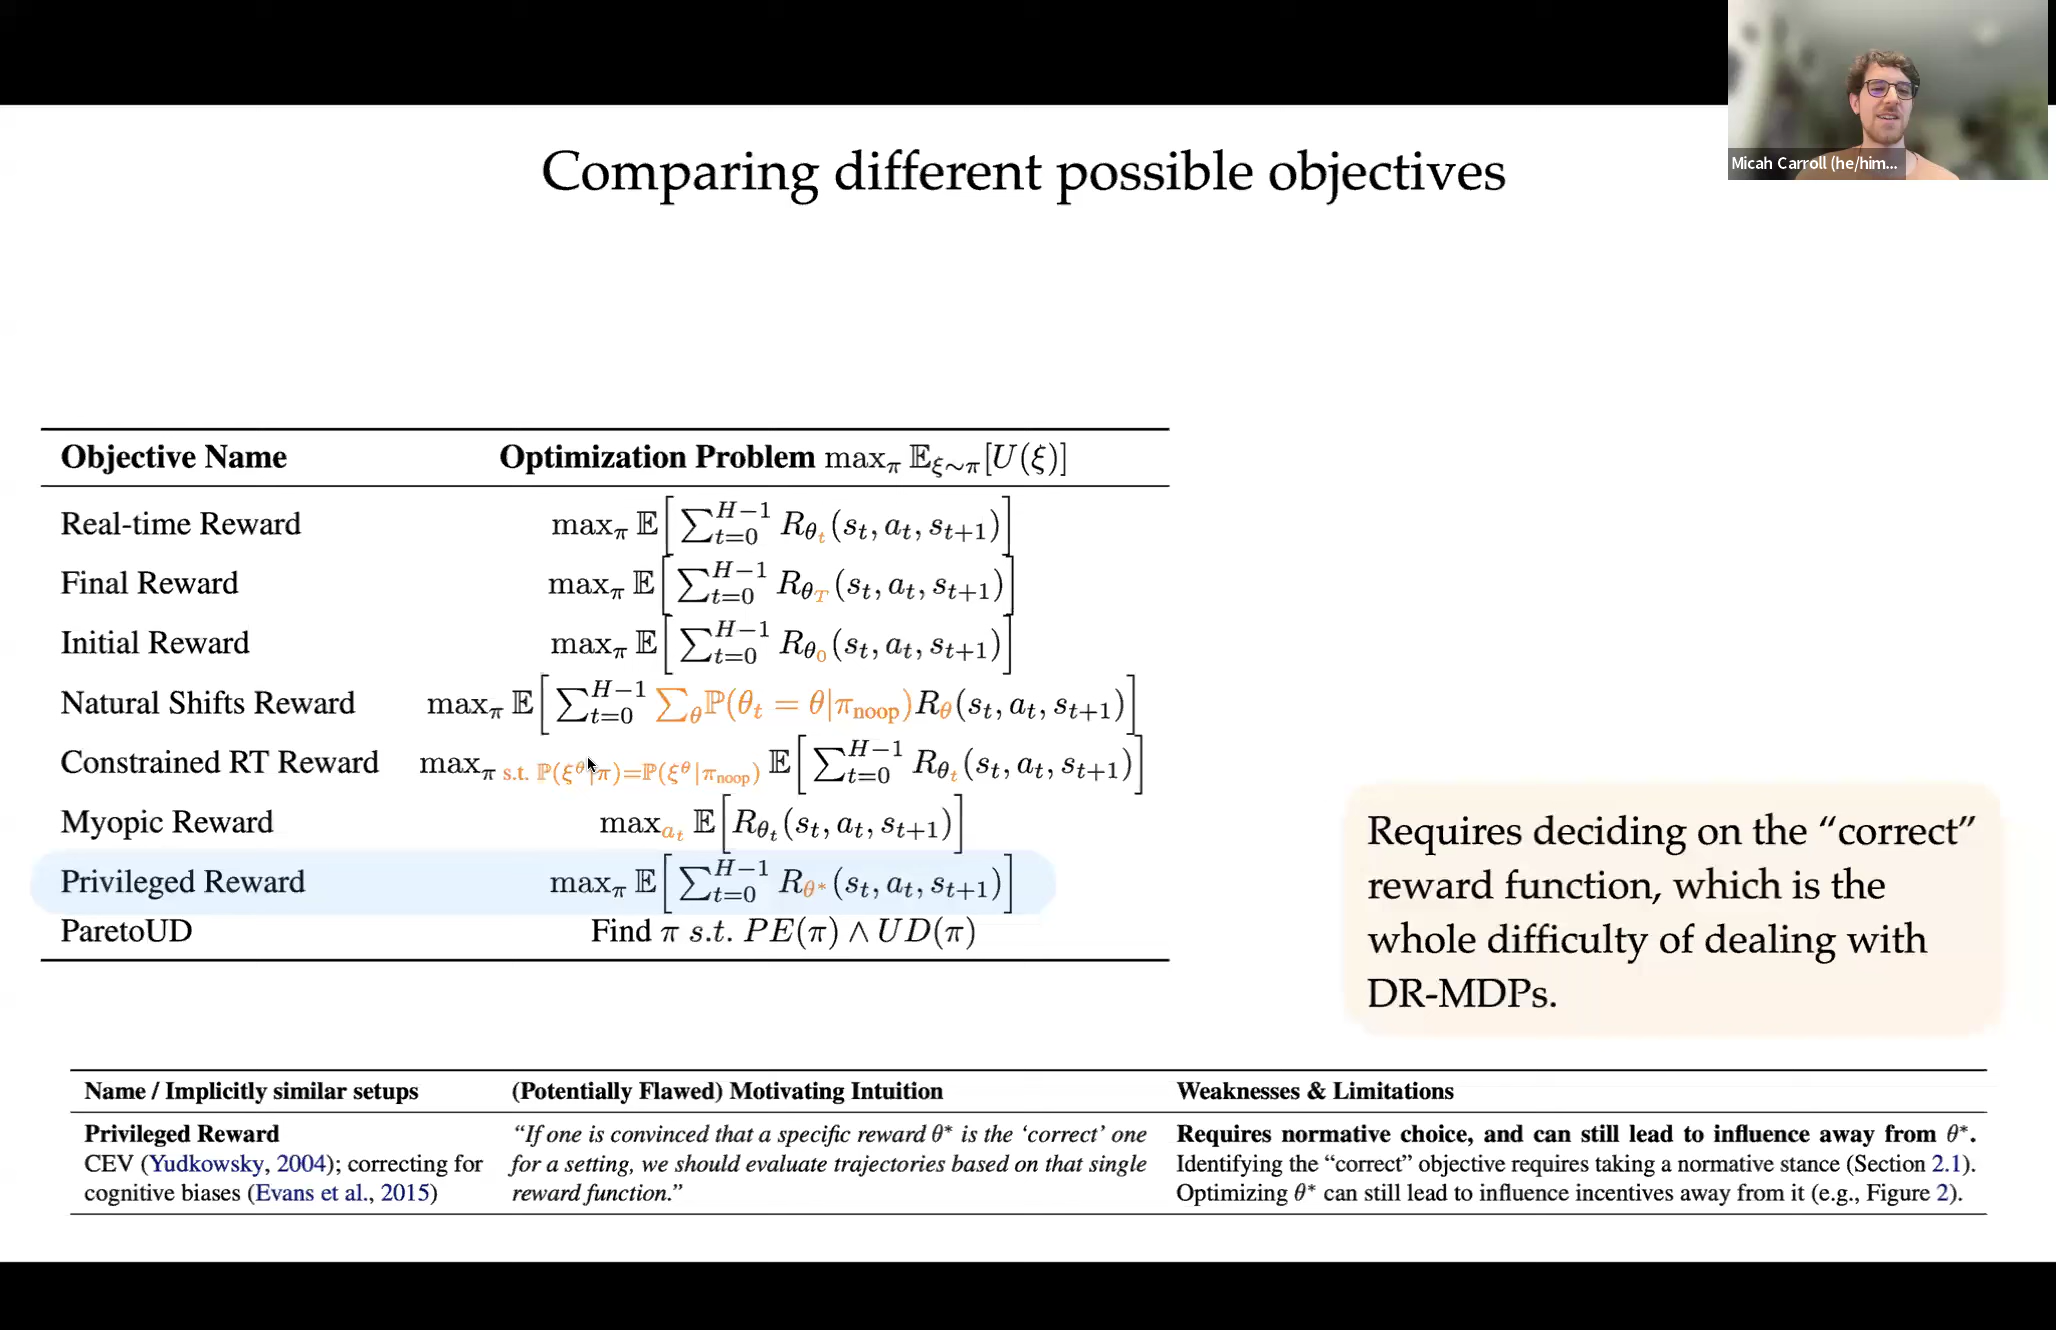 Micah Carroll (he/him...
Comparing different possible objectives
Objective Name Optimization Problem max_π 𝔼_{ξ∼π}[U(ξ)]
Real-time Reward max_π 𝔼[∑_{t=0}^{H−1} R_{θ_t}(s_t, a_t, s_{t+1})]
Final Reward max_π 𝔼[∑_{t=0}^{H−1} R_{θ_T}(s_t, a_t, s_{t+1})]
Initial Reward max_π 𝔼[∑_{t=0}^{H−1} R_{θ_0}(s_t, a_t, s_{t+1})]
Natural Shifts Reward max_π 𝔼[∑_{t=0}^{H−1} ∑_θ ℙ(θ_t = θ|π_noop) R_θ(s_t, a_t, s_{t+1})]
Constrained RT Reward max_{π s.t. ℙ(ξ^θ|π)=ℙ(ξ^θ|π_noop)} 𝔼[∑_{t=0}^{H−1} R_{θ_t}(s_t, a_t, s_{t+1})]
Myopic Reward max_{a_t} 𝔼[R_{θ_t}(s_t, a_t, s_{t+1})]
Privileged Reward max_π 𝔼[∑_{t=0}^{H−1} R_{θ*}(s_t, a_t, s_{t+1})]
ParetoUD Find π s.t. PE(π) ∧ UD(π)
Requires deciding on the “correct”
reward function, which is the
whole difficulty of dealing with
DR-MDPs.
Name / Implicitly similar setups (Potentially Flawed) Motivating Intuition Weaknesses & Limitations
Privileged Reward
CEV (Yudkowsky, 2004); correcting for
cognitive biases (Evans et al., 2015)
“If one is convinced that a specific reward θ* is the ‘correct’ one
for a setting, we should evaluate trajectories based on that single
reward function.”
Requires normative choice, and can still lead to influence away from θ*.
Identifying the “correct” objective requires taking a normative stance (Section 2.1).
Optimizing θ* can still lead to influence incentives away from it (e.g., Figure 2).